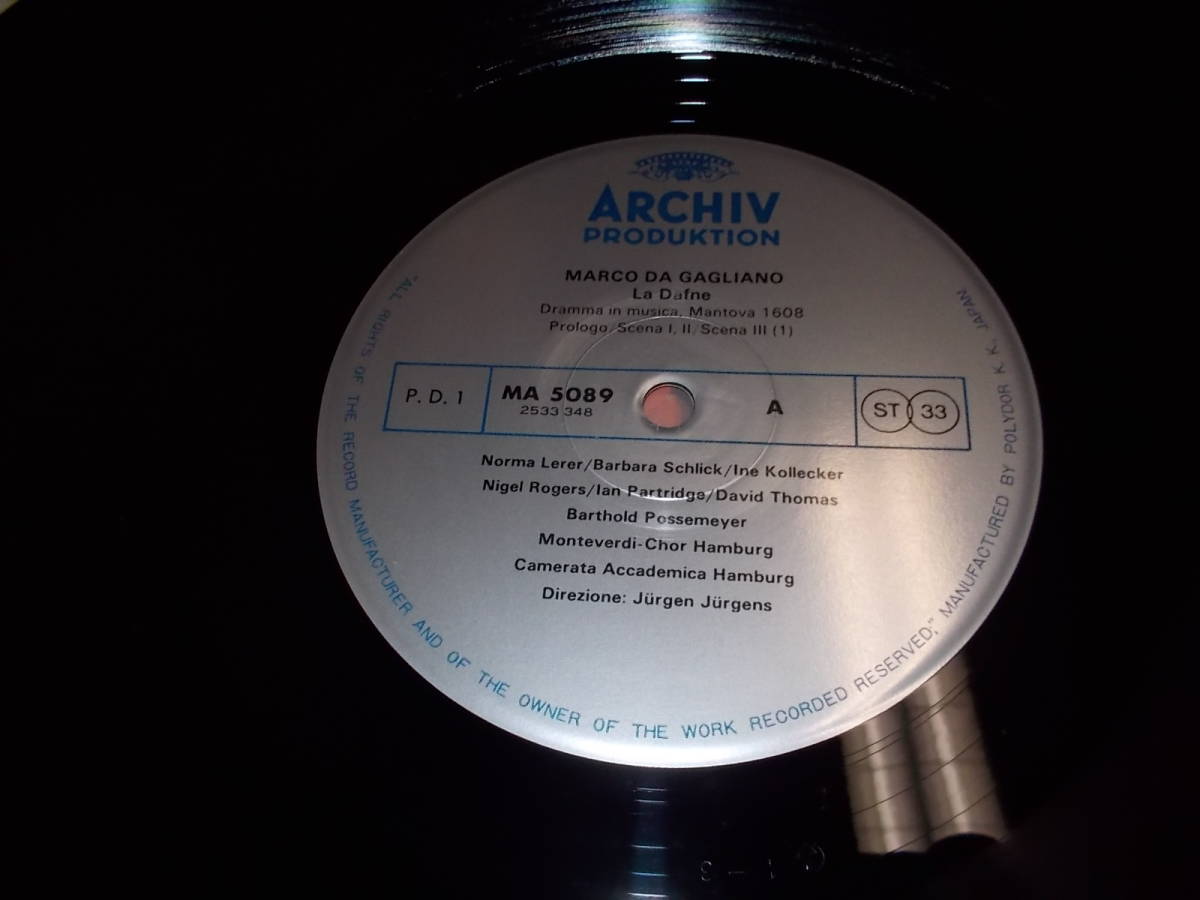 ARCHIV
PRODUKTION
MARCO DA GAGLIANO
La Dafne
Dramma in musica, Mantova 1608
Prologo, Scena I, II, Scena III (1)
P. D. 1
MA 5089
2533 348
A
ST 33
Norma Lerer/Barbara Schlick/Ine Kollecker
Nigel Rogers/Ian Partridge/David Thomas
Barthold Possemeyer
Monteverdi-Chor Hamburg
Camerata Accademica Hamburg
Direzione: Jürgen Jürgens
"ALL RIGHTS OF THE RECORD MANUFACTURER AND OF THE OWNER OF THE WORK RECORDED RESERVED," MANUFACTURED BY POLYDOR K. K. JAPAN